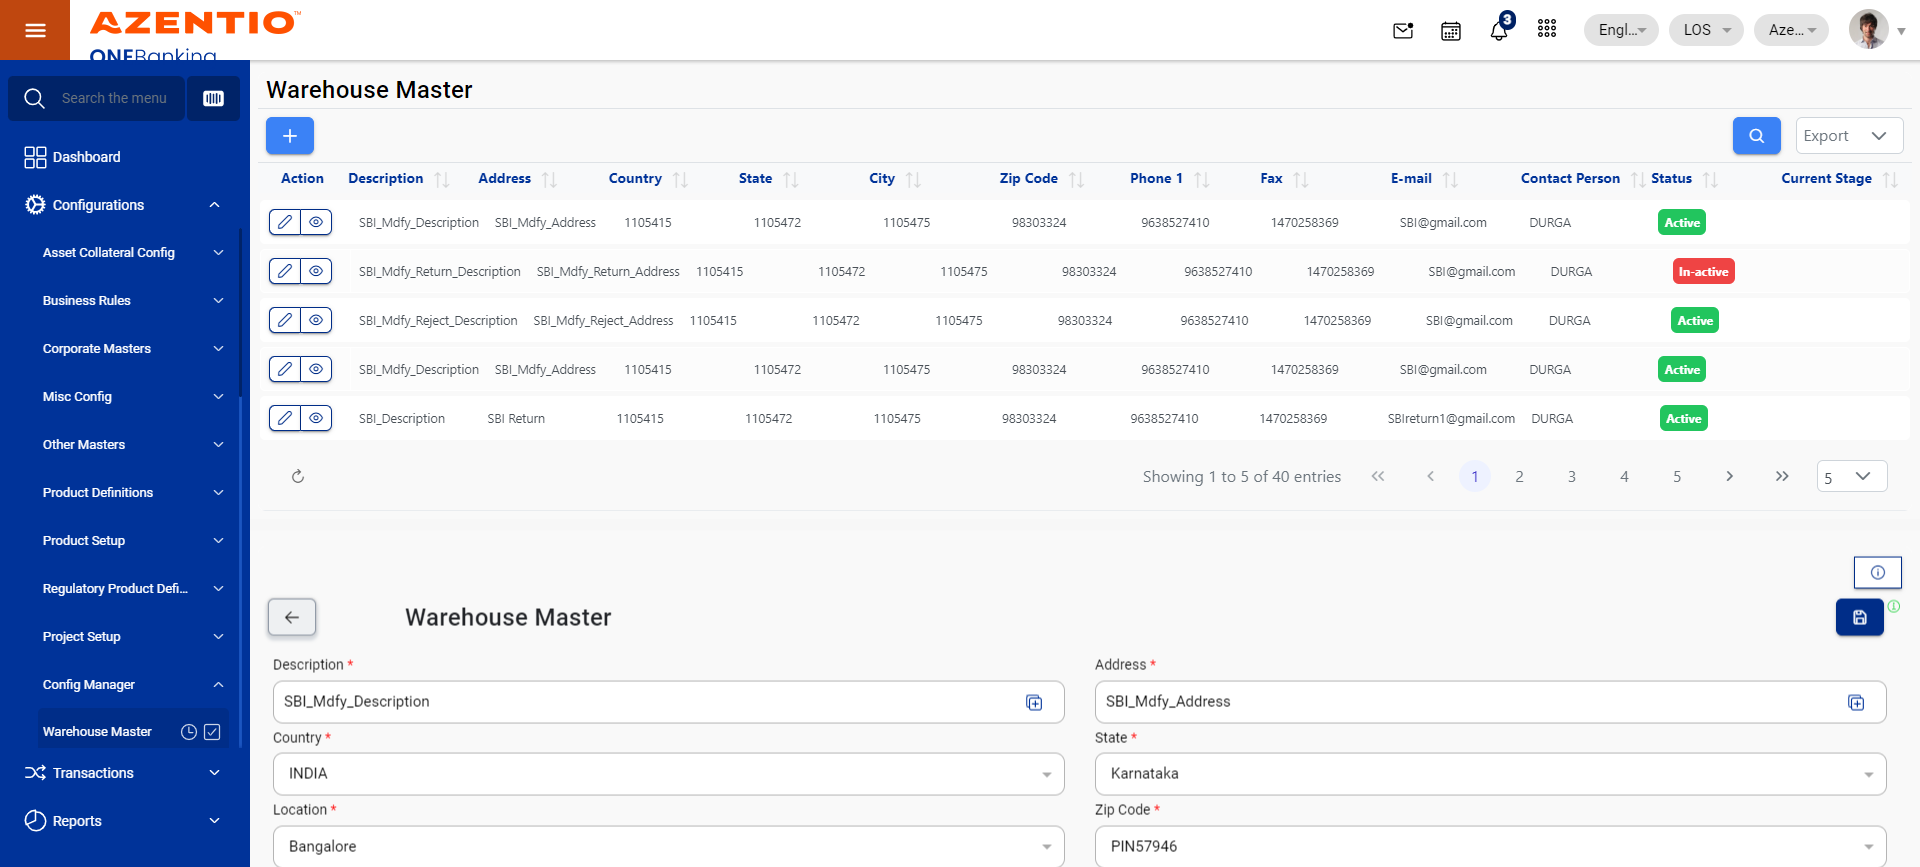 AZENTIO™
ONEBanking
3
Engl...
LOS
Aze...
Search the menu
Dashboard
Configurations
Asset Collateral Config
Business Rules
Corporate Masters
Misc Config
Other Masters
Product Definitions
Product Setup
Regulatory Product Defi...
Project Setup
Config Manager
Warehouse Master
Transactions
Reports
Warehouse Master
Export
Action Description Address Country State City Zip Code Phone 1 Fax E-mail Contact Person Status Current Stage
SBI_Mdfy_Description SBI_Mdfy_Address 1105415 1105472 1105475 98303324 9638527410 1470258369 SBI@gmail.com DURGA Active
SBI_Mdfy_Return_Description SBI_Mdfy_Return_Address 1105415 1105472 1105475 98303324 9638527410 1470258369 SBI@gmail.com DURGA In-active
SBI_Mdfy_Reject_Description SBI_Mdfy_Reject_Address 1105415 1105472 1105475 98303324 9638527410 1470258369 SBI@gmail.com DURGA Active
SBI_Mdfy_Description SBI_Mdfy_Address 1105415 1105472 1105475 98303324 9638527410 1470258369 SBI@gmail.com DURGA Active
SBI_Description SBI Return 1105415 1105472 1105475 98303324 9638527410 1470258369 SBIreturn1@gmail.com DURGA Active
Showing 1 to 5 of 40 entries 1 2 3 4 5 5
Warehouse Master
Description * Address *
SBI_Mdfy_Description SBI_Mdfy_Address
Country * State *
INDIA Karnataka
Location * Zip Code *
Bangalore PIN57946